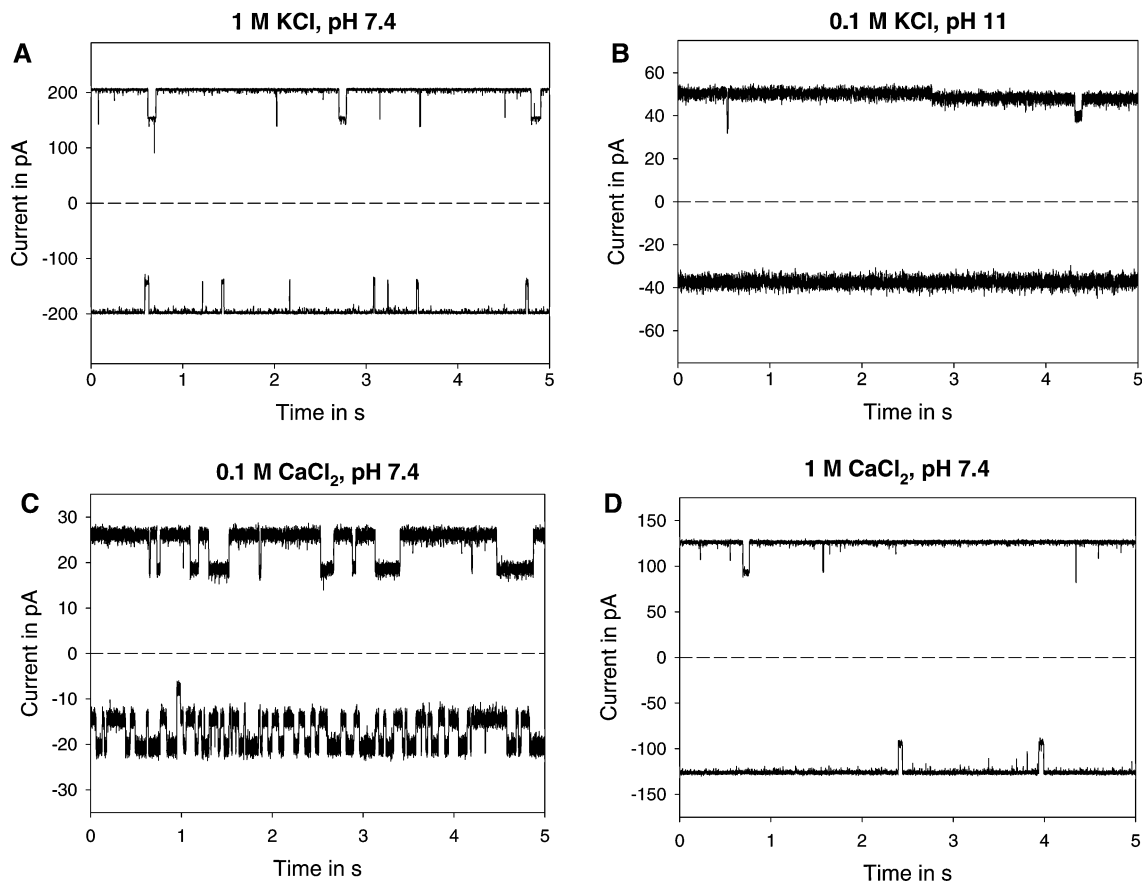 1 M KCl, pH 7.4
A
200
100
0
-100
-200
Current in pA
0 1 2 3 4 5
Time in s
0.1 M KCl, pH 11
B
60
40
20
0
-20
-40
-60
Current in pA
0 1 2 3 4 5
Time in s
0.1 M CaCl₂, pH 7.4
C
30
20
10
0
-10
-20
-30
Current in pA
0 1 2 3 4 5
Time in s
1 M CaCl₂, pH 7.4
D
150
100
50
0
-50
-100
-150
Current in pA
0 1 2 3 4 5
Time in s